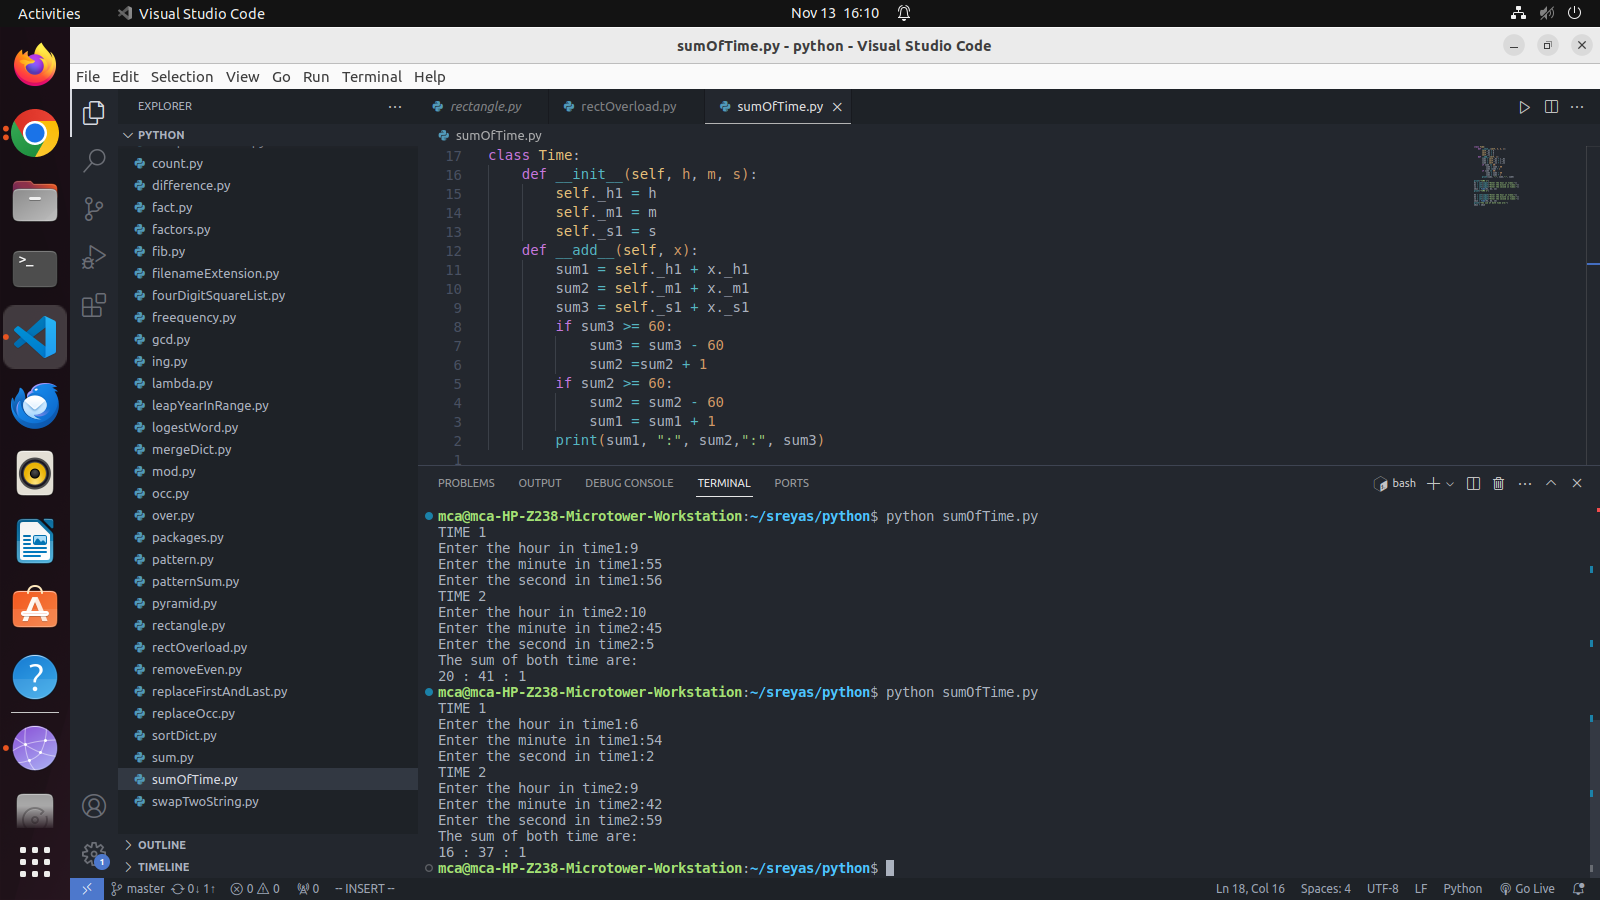 Activities
Visual Studio Code
Nov 13 16:10
sumOfTime.py - python - Visual Studio Code
File Edit Selection View Go Run Terminal Help
EXPLORER
PYTHON
count.py
difference.py
fact.py
factors.py
fib.py
filenameExtension.py
fourDigitSquareList.py
freequency.py
gcd.py
ing.py
lambda.py
leapYearInRange.py
logestWord.py
mergeDict.py
mod.py
occ.py
over.py
packages.py
pattern.py
patternSum.py
pyramid.py
rectangle.py
rectOverload.py
removeEven.py
replaceFirstAndLast.py
replaceOcc.py
sortDict.py
sum.py
sumOfTime.py
swapTwoString.py
OUTLINE
TIMELINE
rectangle.py rectOverload.py sumOfTime.py
sumOfTime.py
17 class Time:
16 def __init__(self, h, m, s):
15 self._h1 = h
14 self._m1 = m
13 self._s1 = s
12 def __add__(self, x):
11 sum1 = self._h1 + x._h1
10 sum2 = self._m1 + x._m1
9 sum3 = self._s1 + x._s1
8 if sum3 >= 60:
7 sum3 = sum3 - 60
6 sum2 =sum2 + 1
5 if sum2 >= 60:
4 sum2 = sum2 - 60
3 sum1 = sum1 + 1
2 print(sum1, ":", sum2,":", sum3)
1
PROBLEMS OUTPUT DEBUG CONSOLE TERMINAL PORTS
bash
mca@mca-HP-Z238-Microtower-Workstation:~/sreyas/python$ python sumOfTime.py
TIME 1
Enter the hour in time1:9
Enter the minute in time1:55
Enter the second in time1:56
TIME 2
Enter the hour in time2:10
Enter the minute in time2:45
Enter the second in time2:5
The sum of both time are:
20 : 41 : 1
mca@mca-HP-Z238-Microtower-Workstation:~/sreyas/python$ python sumOfTime.py
TIME 1
Enter the hour in time1:6
Enter the minute in time1:54
Enter the second in time1:2
TIME 2
Enter the hour in time2:9
Enter the minute in time2:42
Enter the second in time2:59
The sum of both time are:
16 : 37 : 1
mca@mca-HP-Z238-Microtower-Workstation:~/sreyas/python$
1
master 0↓ 1↑ 0 0 0 -- INSERT --
Ln 18, Col 16 Spaces: 4 UTF-8 LF Python Go Live